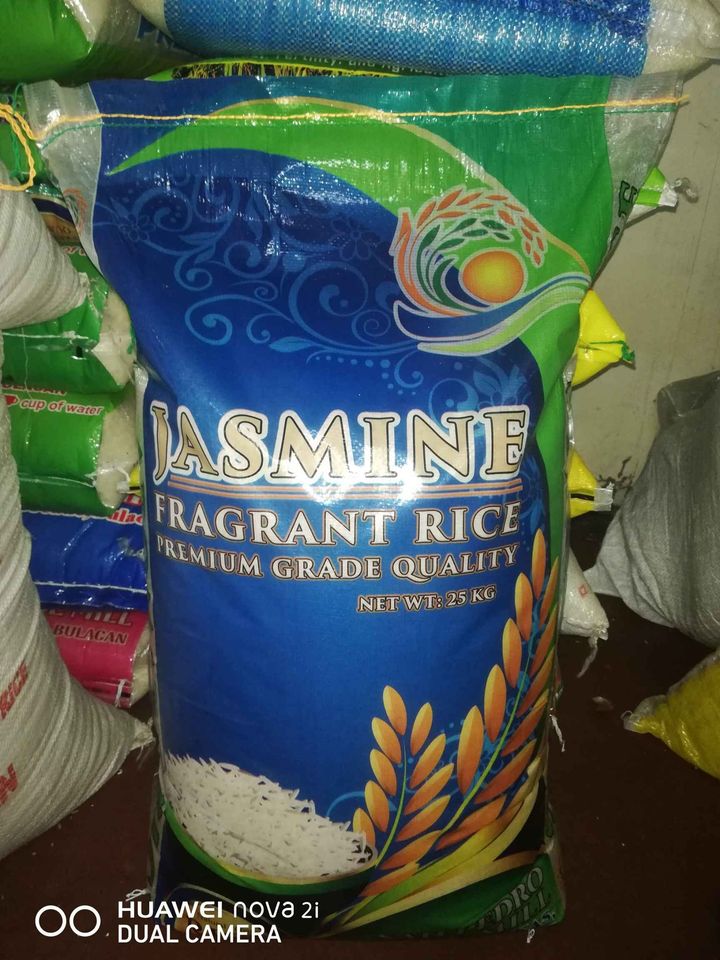 JASMINE
FRAGRANT RICE
PREMIUM GRADE QUALITY
NET WT: 25 KG
cup of water
BULACAN
RICE
HUAWEI nova 2i
DUAL CAMERA